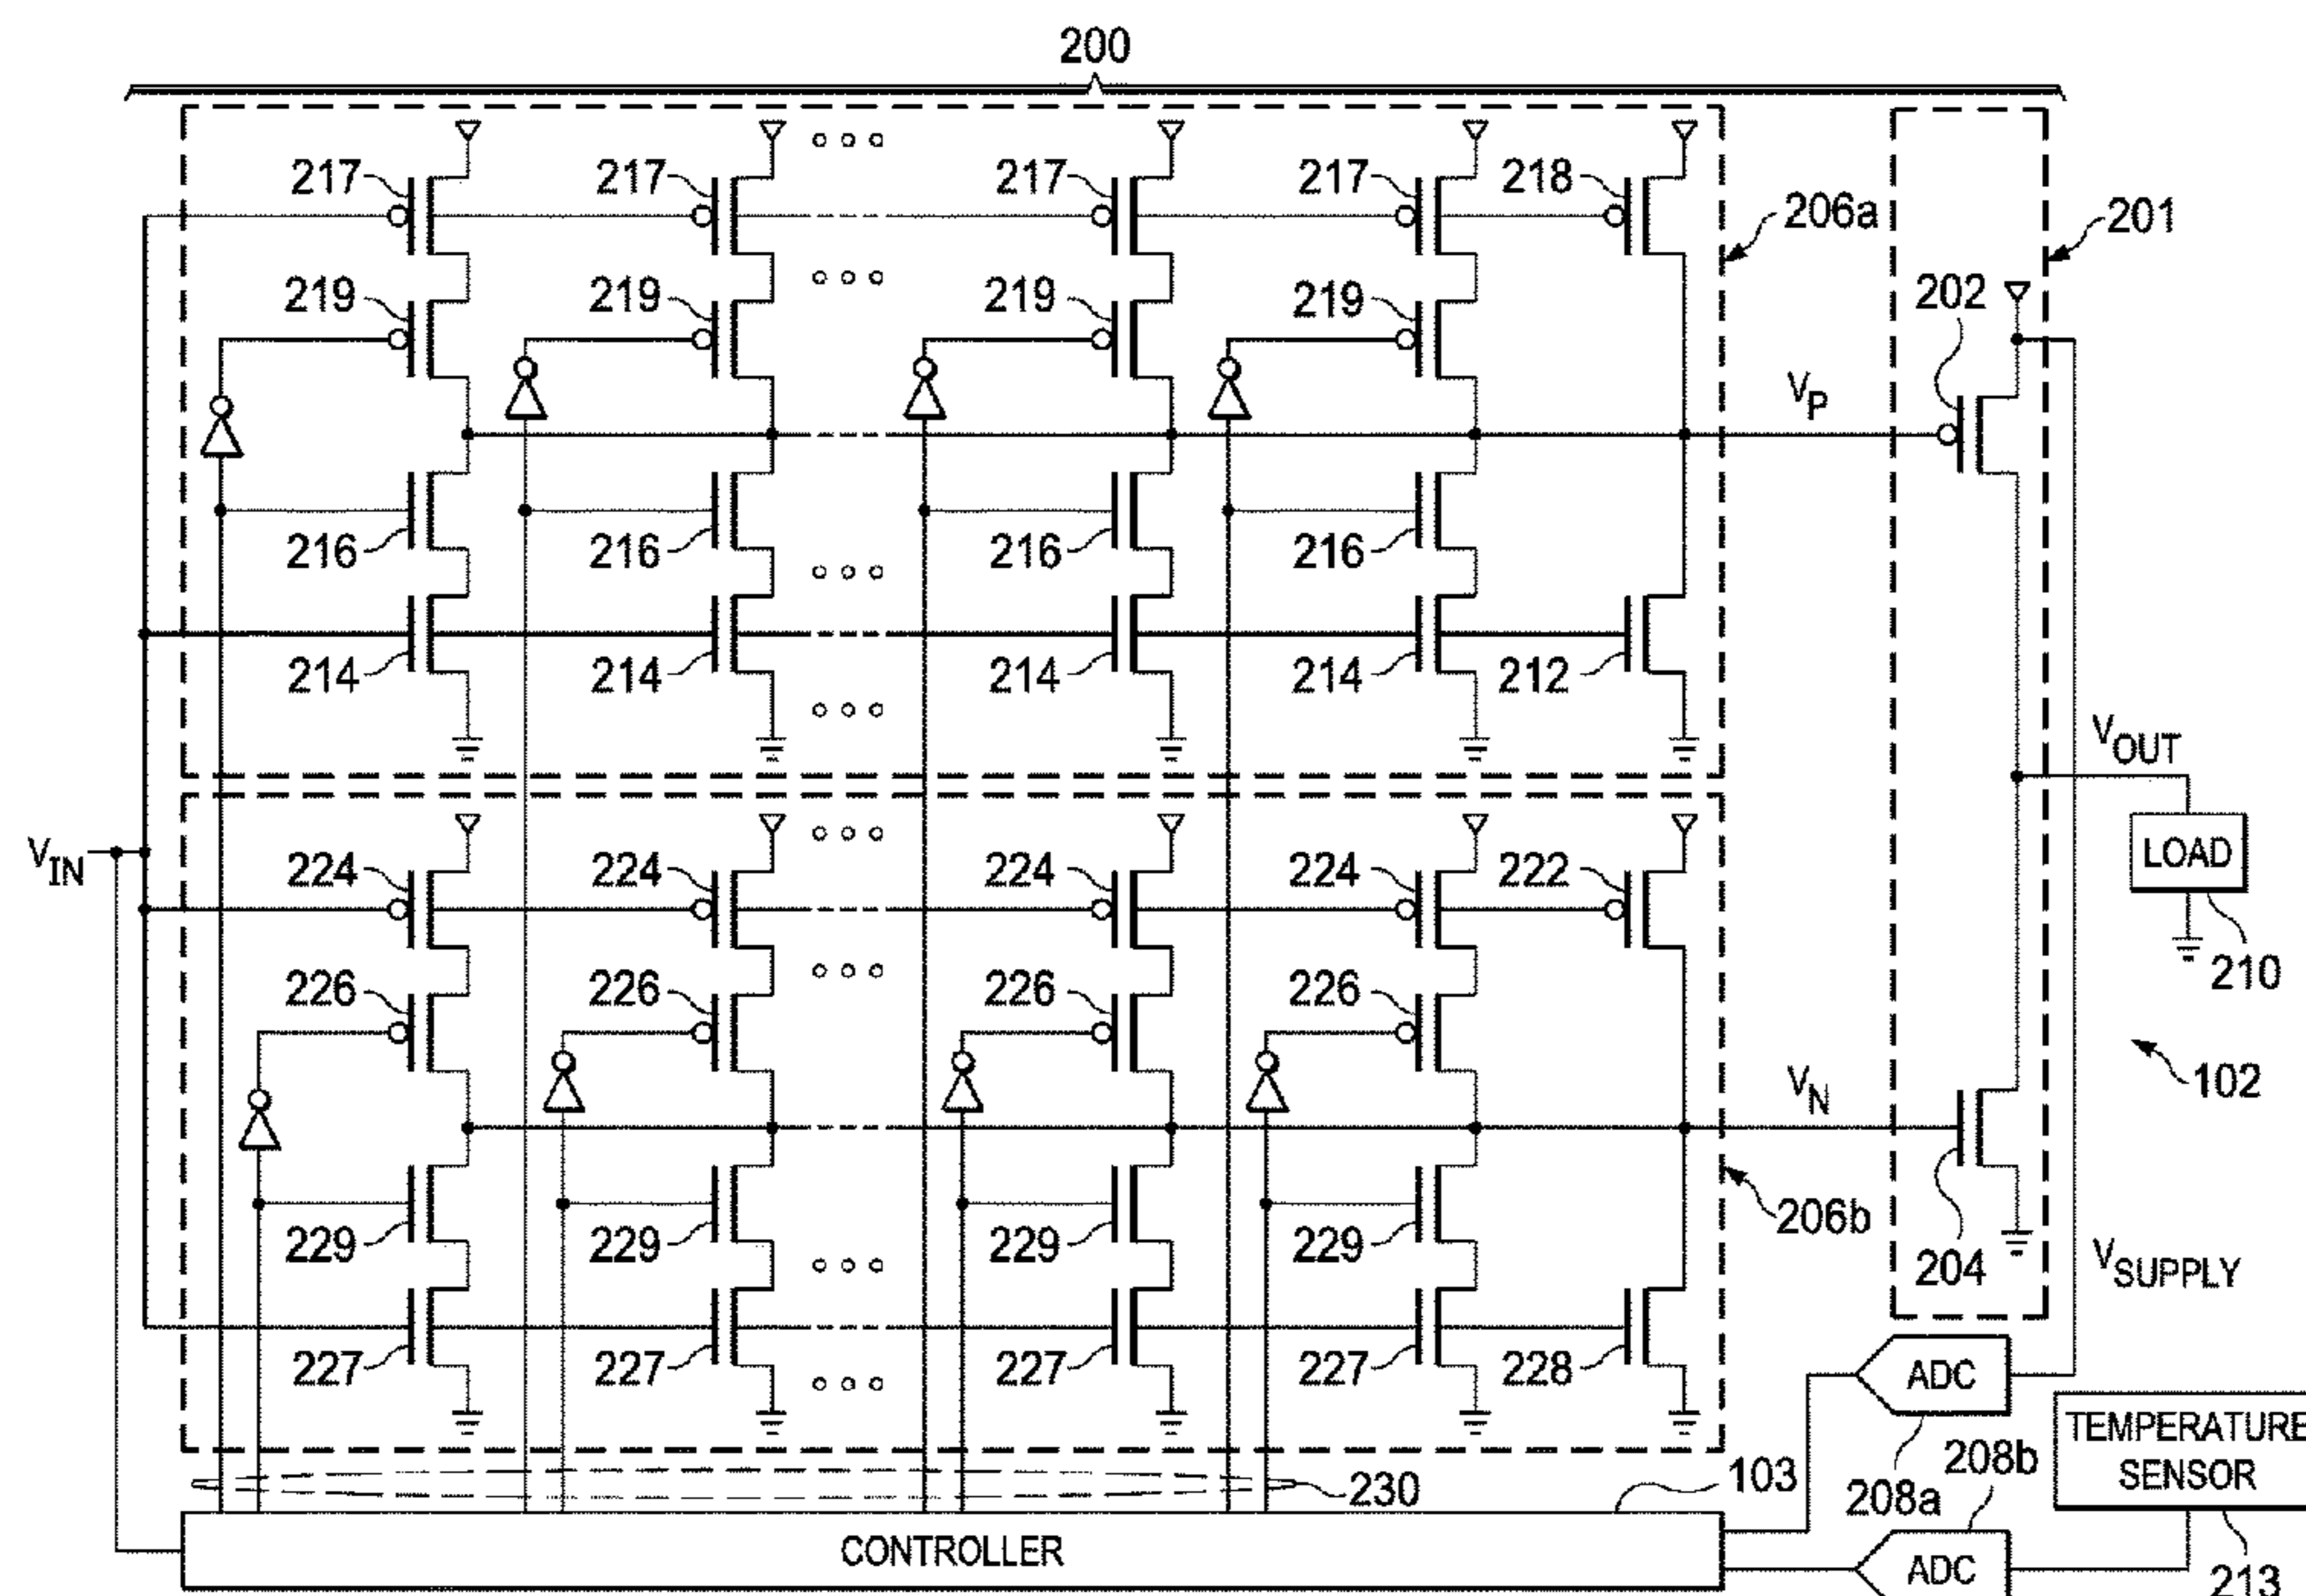 200
217 217 217 217 218
206a
201
219 219 219 219
202
VP
216 216 216 216
214 214 214 214 212
VOUT
VIN
224 224 224 224 222
LOAD
210
226 226 226 226
102
VN
229 229 229 229
206b
204
VSUPPLY
227 227 227 227 228
ADC
TEMPERATURE
SENSOR
230
103
208a
208b
CONTROLLER
ADC
213